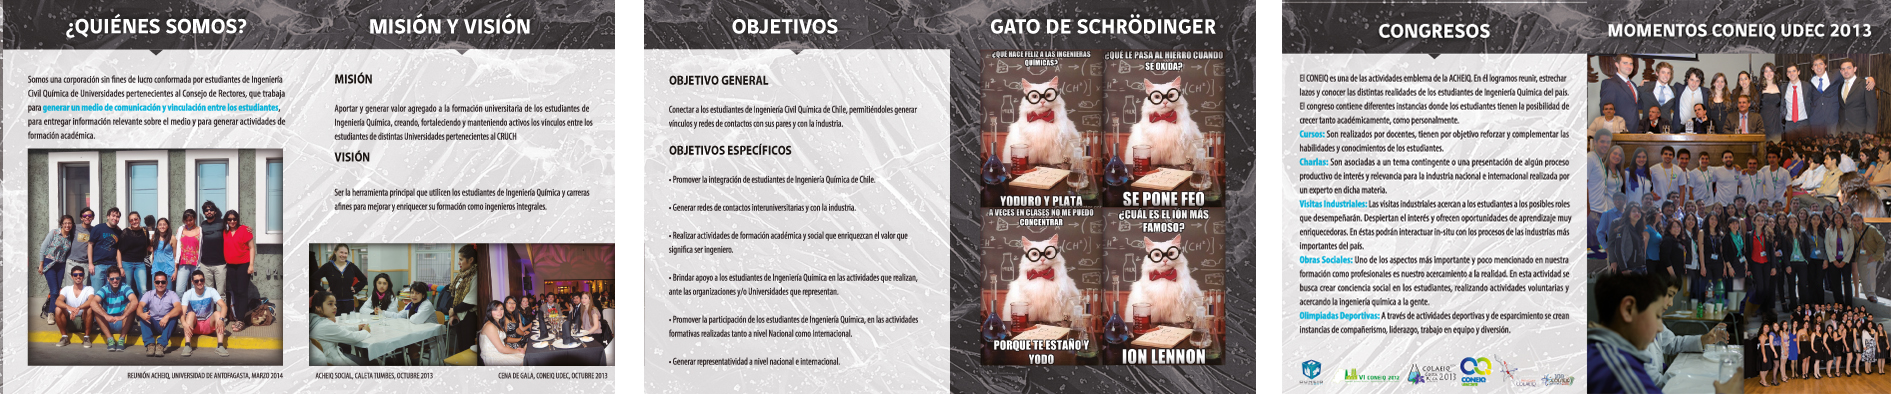 ¿QUIÉNES SOMOS?
Somos una corporación sin fines de lucro conformada por estudiantes de Ingeniería
Civil Química de Universidades pertenecientes al Consejo de Rectores, que trabaja
para generar un medio de comunicación y vinculación entre los estudiantes,
para entregar información relevante sobre el medio y para generar actividades de
formación académica.
REUNIÓN ACHEIQ, UNIVERSIDAD DE ANTOFAGASTA, MARZO 2014
MISIÓN Y VISIÓN
MISIÓN
Aportar y generar valor agregado a la formación universitaria de los estudiantes de
Ingeniería Química, creando, fortaleciendo y manteniendo activos los vínculos entre los
estudiantes de distintas Universidades pertenecientes al CRUCH
VISIÓN
Ser la herramienta principal que utilicen los estudiantes de Ingeniería Química y carreras
afines para mejorar y enriquecer su formación como ingenieros integrales.
ACHEIQ SOCIAL, CALETA TUMBES, OCTUBRE 2013
CENA DE GALA, CONEIQ UDEC, OCTUBRE 2013
OBJETIVOS
OBJETIVO GENERAL
Conectar a los estudiantes de Ingeniería Civil Química de Chile, permitiéndoles generar
vínculos y redes de contactos con sus pares y con la industria.
OBJETIVOS ESPECÍFICOS
• Promover la integración de estudiantes de Ingeniería Química de Chile.
• Generar redes de contactos interuniversitarias y con la industria.
• Realizar actividades de formación académica y social que enriquezcan el valor que
significa ser ingeniero.
• Brindar apoyo a los estudiantes de Ingeniería Química en las actividades que realizan,
ante las organizaciones y/o Universidades que representan.
• Promover la participación de los estudiantes de Ingeniería Química, en las actividades
formativas realizadas tanto a nivel Nacional como Internacional.
• Generar representatividad a nivel nacional e internacional.
GATO DE SCHRÖDINGER
¿QUE HACE FELIZ A LAS INGENIERAS
QUÍMICAS?
YODURO Y PLATA
¿QUE LE PASA AL HIERRO CUANDO
SE OXIDA?
SE PONE FEO
A VECES EN CLASES NO ME PUEDO
CONCENTRAR
PORQUE TE ESTAÑO Y
YODO
¿CUÁL ES EL ION MÁS
FAMOSO?
ION LENNON
CONGRESOS
El CONEIQ es una de las actividades emblema de la ACHEIQ. En él logramos reunir, estrechar
lazos y conocer las distintas realidades de los estudiantes de Ingeniería Química del país.
El congreso contiene diferentes instancias donde los estudiantes tienen la posibilidad de
crecer tanto académicamente, como personalmente.
Cursos: Son realizados por docentes, tienen por objetivo reforzar y complementar las
habilidades y conocimientos de los estudiantes.
Charlas: Son asociadas a un tema contingente o una presentación de algún proceso
productivo de interés y relevancia para la industria nacional e internacional realizada por
un experto en dicha materia.
Visitas Industriales: Las visitas industriales acercan a los estudiantes a los posibles roles
que desempeñarán. Despiertan el interés y ofrecen oportunidades de aprendizaje muy
enriquecedoras. En éstas podrán interactuar in-situ con los procesos de las industrias más
importantes del país.
Obras Sociales: Uno de los aspectos más importante y poco mencionado en nuestra
formación como profesionales es nuestro acercamiento a la realidad. En esta actividad se
busca crear conciencia social en los estudiantes, realizando actividades voluntarias y
acercando la ingeniería química a la gente.
Olimpiadas Deportivas: A través de actividades deportivas y de esparcimiento se crean
instancias de compañerismo, liderazgo, trabajo en equipo y diversión.
VI CONEIQ 2012
COLAEIQ
2013
CONEIQ
MOMENTOS CONEIQ UDEC 2013